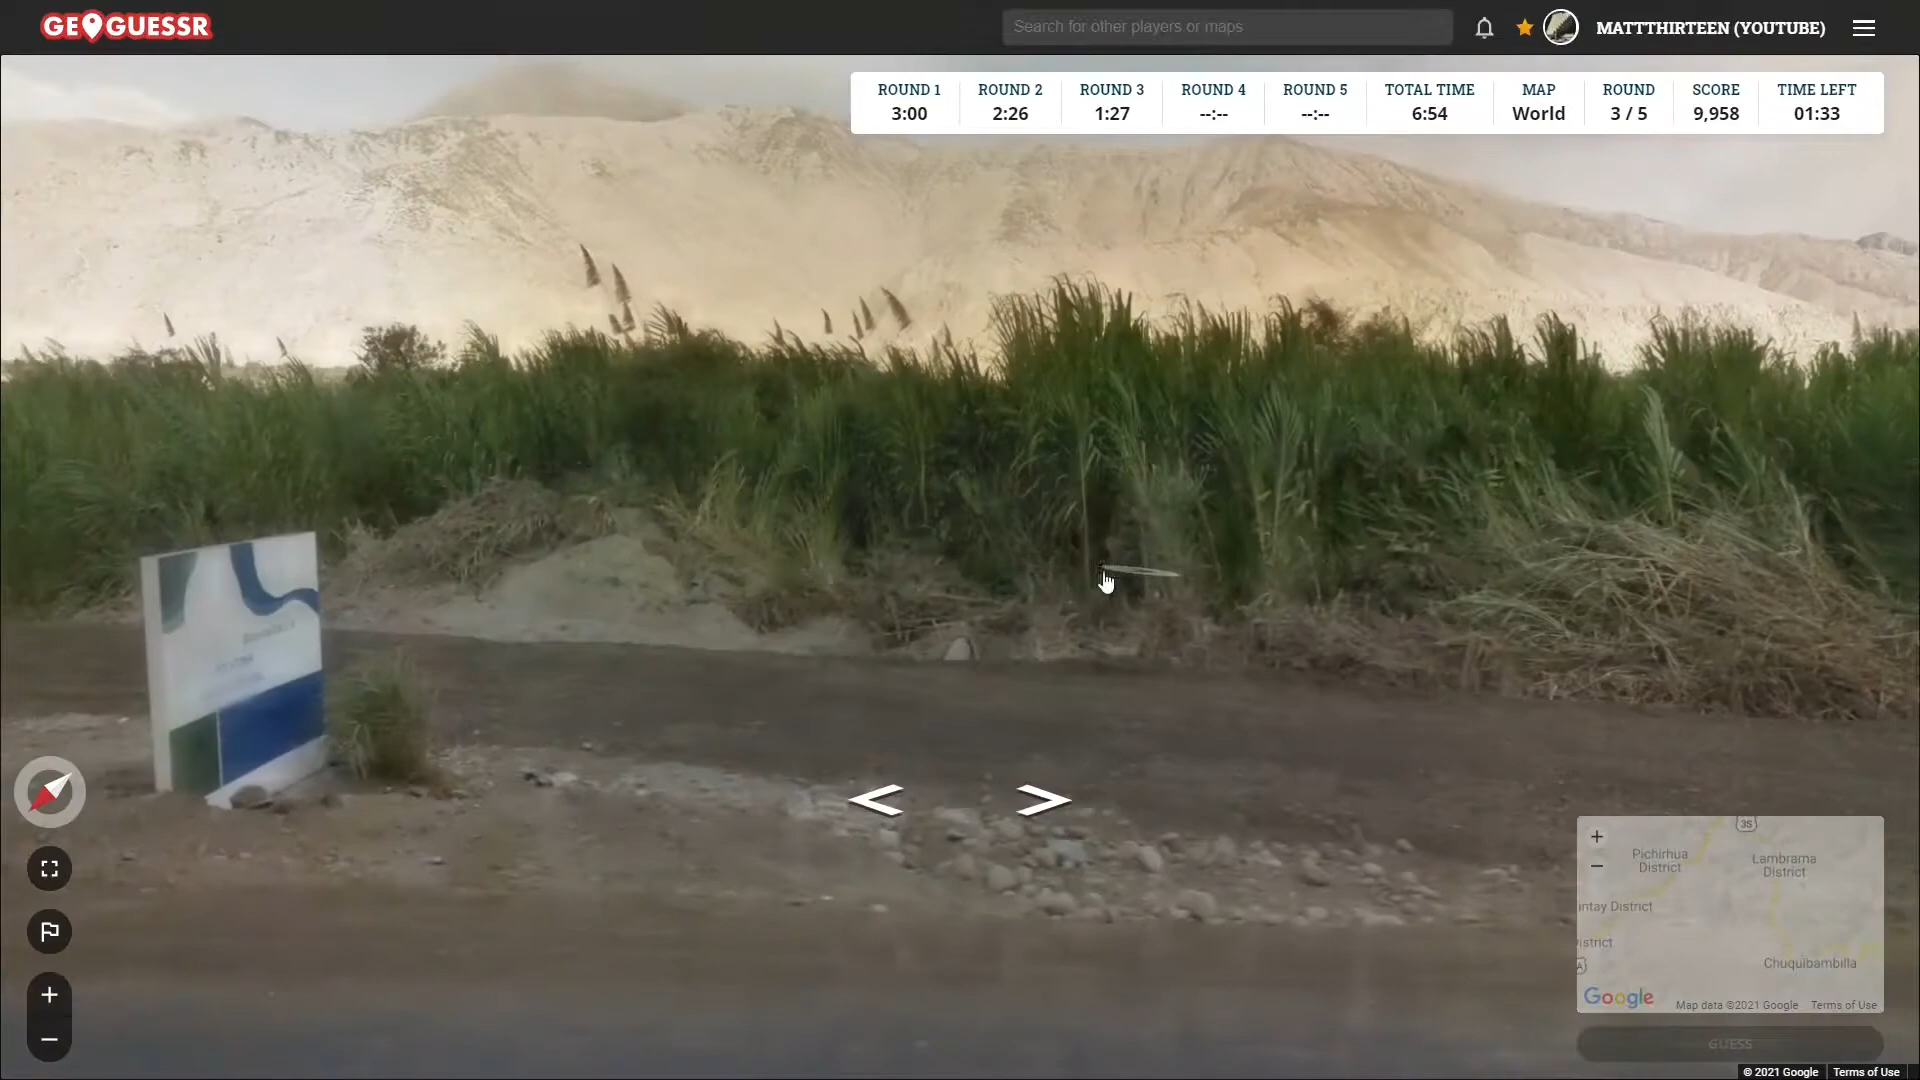 GEOGUESSR
Search for other players or maps
MATTTHIRTEEN (YOUTUBE)
ROUND 1 ROUND 2 ROUND 3 ROUND 4 ROUND 5 TOTAL TIME MAP ROUND SCORE TIME LEFT
3:00 2:26 1:27 --:-- --:-- 6:54 World 3 / 5 9,958 01:33
3S
Pichirhua
District
Lambrama
District
intay District
istrict
Chuquibambilla
Google
Map data ©2021 Google
Terms of Use
GUESS
© 2021 Google
Terms of Use